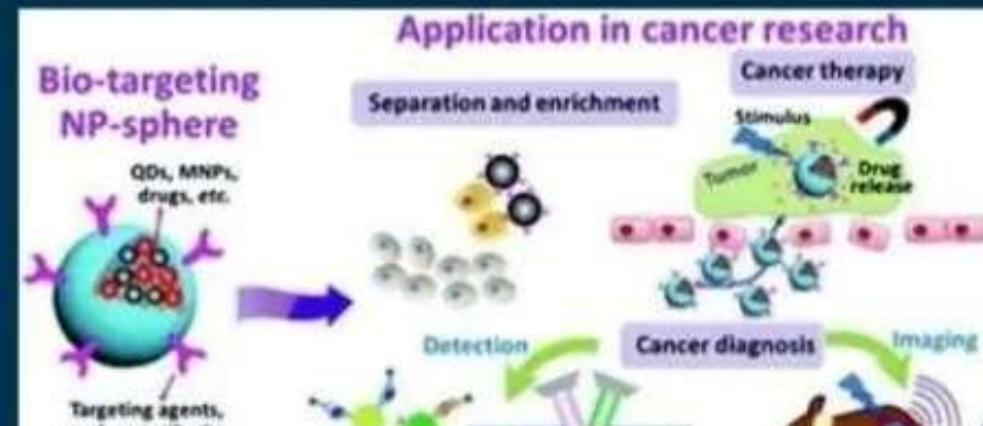 Application in cancer research
Bio-targeting
NP-sphere
QDs, MNPs,
drugs, etc.
Targeting agents,
Separation and enrichment
Cancer therapy
Stimulus
Tumor
Drug
release
Cancer diagnosis
Detection
Imaging